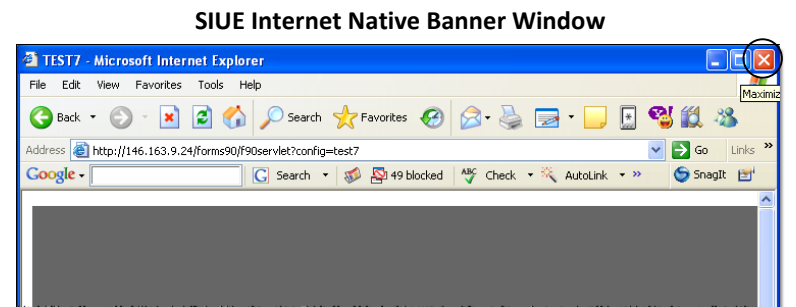 SIUE Internet Native Banner Window
TEST7 - Microsoft Internet Explorer
File Edit View Favorites Tools Help
Maximiz
Back Search Favorites
Address http://146.163.9.24/forms90/f90servlet?config=test7 Go Links »
Google G Search 49 blocked ABC Check AutoLink » SnagIt